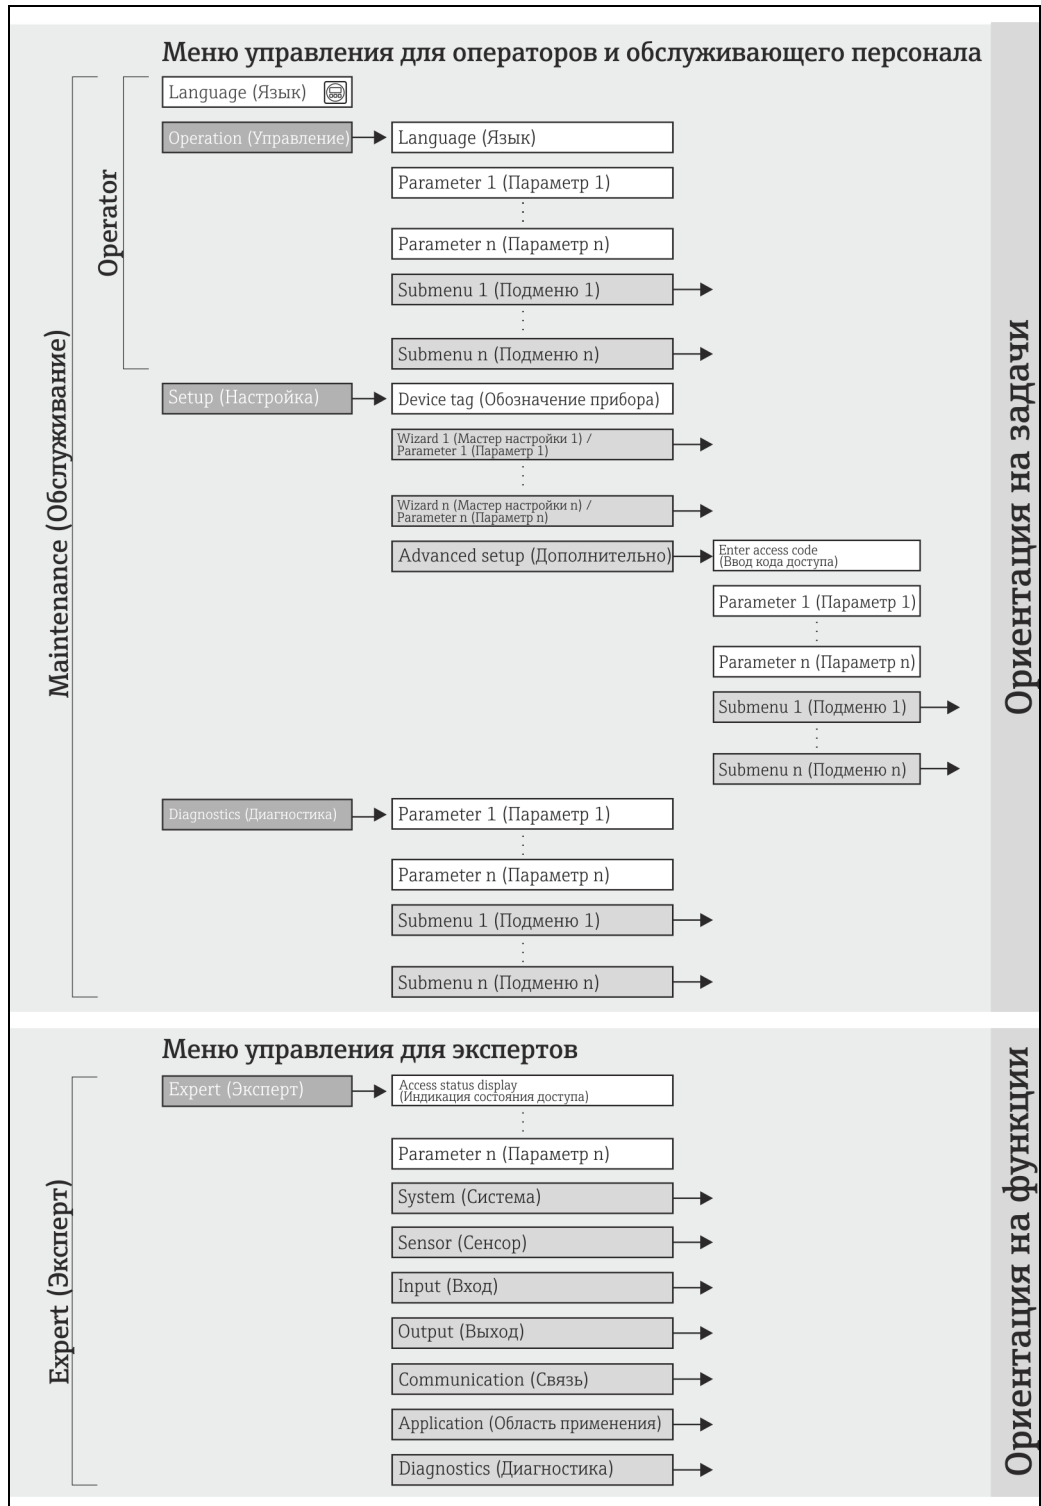 Меню управления для операторов и обслуживающего персонала
Language (Язык)
Operation (Управление)
Language (Язык)
Parameter 1 (Параметр 1)
Parameter n (Параметр n)
Submenu 1 (Подменю 1)
Submenu n (Подменю n)
Operator
Setup (Настройка)
Device tag (Обозначение прибора)
Wizard 1 (Мастер настройки 1) /
Parameter 1 (Параметр 1)
Wizard n (Мастер настройки n) /
Parameter n (Параметр n)
Advanced setup (Дополнительно)
Enter access code
(Ввод кода доступа)
Parameter 1 (Параметр 1)
Parameter n (Параметр n)
Submenu 1 (Подменю 1)
Submenu n (Подменю n)
Diagnostics (Диагностика)
Parameter 1 (Параметр 1)
Parameter n (Параметр n)
Submenu 1 (Подменю 1)
Submenu n (Подменю n)
Maintenance (Обслуживание)
Ориентация на задачи
Меню управления для экспертов
Expert (Эксперт)
Access status display
(Индикация состояния доступа)
Parameter n (Параметр n)
System (Система)
Sensor (Сенсор)
Input (Вход)
Output (Выход)
Communication (Связь)
Application (Область применения)
Diagnostics (Диагностика)
Expert (Эксперт)
Ориентация на функции